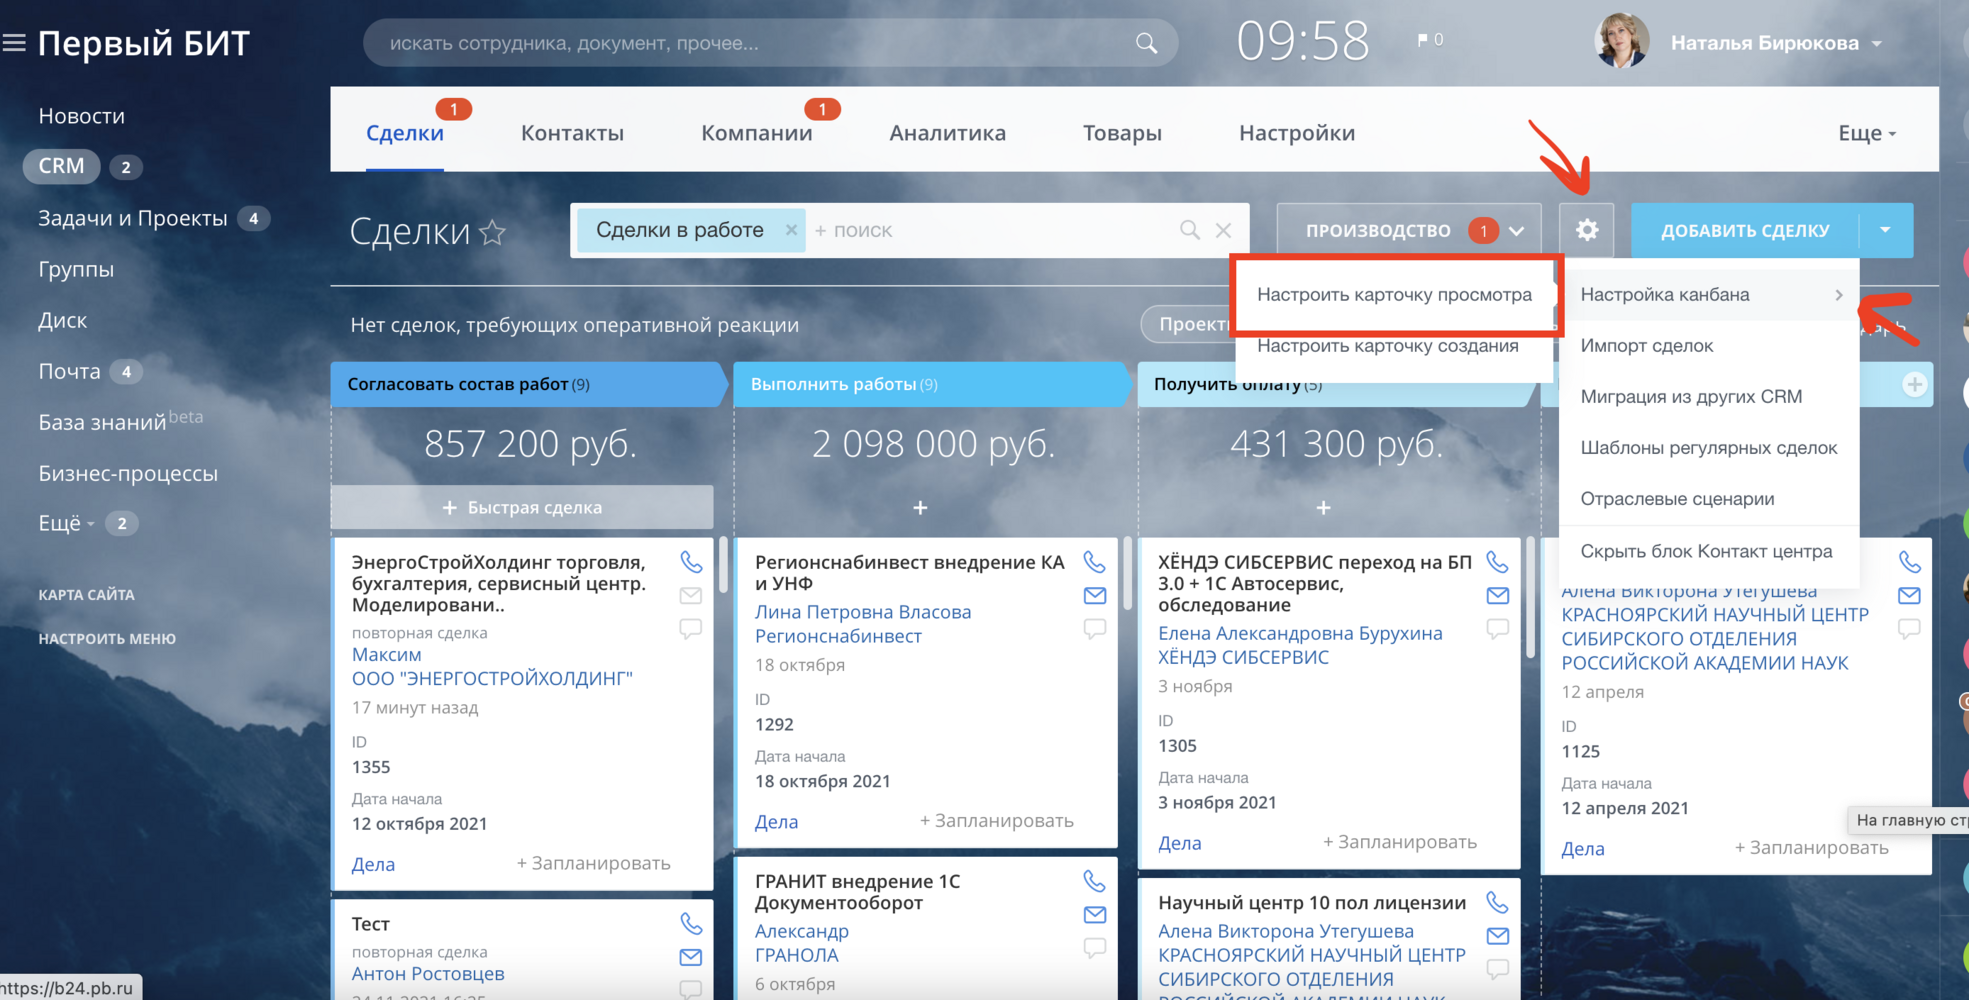 Первый БИТ
искать сотрудника, документ, прочее...
09:58
0
Наталья Бирюкова
Новости
CRM 2
Задачи и Проекты 4
Группы
Диск
Почта 4
База знаний beta
Бизнес-процессы
Ещё 2
КАРТА САЙТА
НАСТРОИТЬ МЕНЮ
1 1
Сделки Контакты Компании Аналитика Товары Настройки Еще
Сделки
Сделки в работе × + поиск
ПРОИЗВОДСТВО 1
ДОБАВИТЬ СДЕЛКУ
Настроить карточку просмотра
Настроить карточку создания
Настройка канбана
Импорт сделок
Миграция из других CRM
Шаблоны регулярных сделок
Отраслевые сценарии
Скрыть блок Контакт центра
Нет сделок, требующих оперативной реакции
Согласовать состав работ (9)
857 200 руб.
+ Быстрая сделка
ЭнергоСтройХолдинг торговля,
бухгалтерия, сервисный центр.
Моделировани..
повторная сделка
Максим
ООО "ЭНЕРГОСТРОЙХОЛДИНГ"
17 минут назад
ID
1355
Дата начала
12 октября 2021
Дела + Запланировать
Тест
повторная сделка
Антон Ростовцев
Выполнить работы (9)
2 098 000 руб.
+
Регионснабинвест внедрение КА
и УНФ
Лина Петровна Власова
Регионснабинвест
18 октября
ID
1292
Дата начала
18 октября 2021
Дела + Запланировать
ГРАНИТ внедрение 1С
Документооборот
Александр
ГРАНОЛА
6 октября
Получить оплату (5)
431 300 руб.
+
ХЁНДЭ СИБСЕРВИС переход на БП
3.0 + 1С Автосервис,
обследование
Елена Александровна Бурухина
ХЁНДЭ СИБСЕРВИС
3 ноября
ID
1305
Дата начала
3 ноября 2021
Дела + Запланировать
Научный центр 10 пол лицензии
Алена Викторона Утегушева
КРАСНОЯРСКИЙ НАУЧНЫЙ ЦЕНТР
СИБИРСКОГО ОТДЕЛЕНИЯ
РОССИЙСКОЙ АКАДЕМИИ НАУК
Алена Викторона Утегушева
КРАСНОЯРСКИЙ НАУЧНЫЙ ЦЕНТР
СИБИРСКОГО ОТДЕЛЕНИЯ
РОССИЙСКОЙ АКАДЕМИИ НАУК
12 апреля
ID
1125
Дата начала
12 апреля 2021
Дела + Запланировать
На главную
https://b24.pb.ru